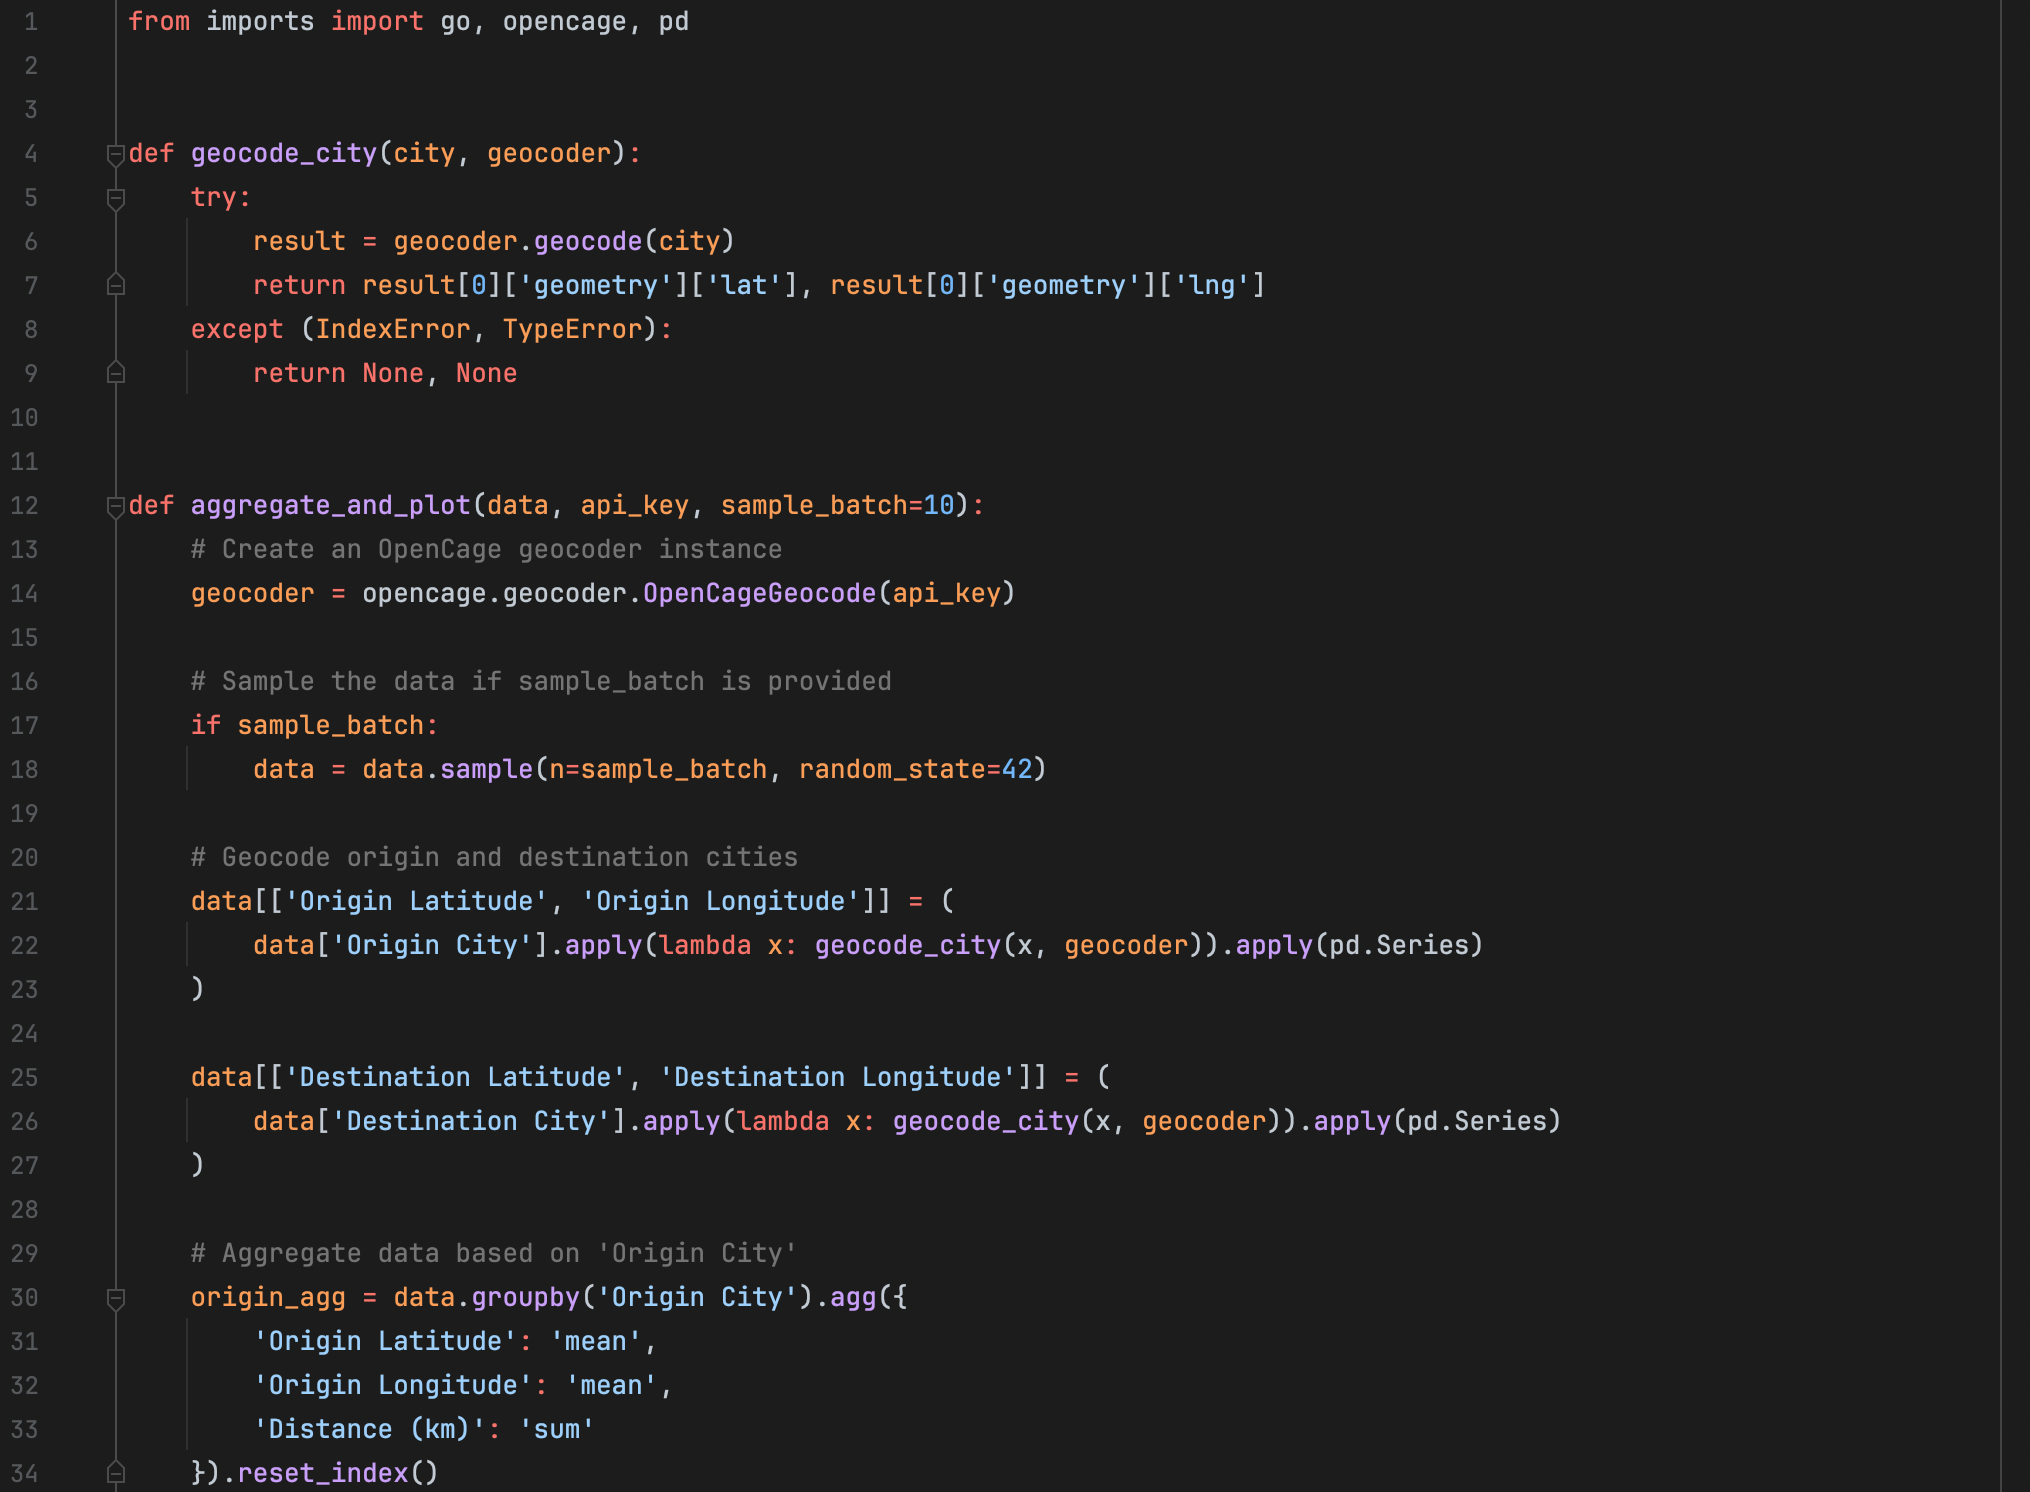 1 from imports import go, opencage, pd
2
3
4 def geocode_city(city, geocoder):
5     try:
6         result = geocoder.geocode(city)
7         return result[0]['geometry']['lat'], result[0]['geometry']['lng']
8     except (IndexError, TypeError):
9         return None, None
10
11
12 def aggregate_and_plot(data, api_key, sample_batch=10):
13     # Create an OpenCage geocoder instance
14     geocoder = opencage.geocoder.OpenCageGeocode(api_key)
15
16     # Sample the data if sample_batch is provided
17     if sample_batch:
18         data = data.sample(n=sample_batch, random_state=42)
19
20     # Geocode origin and destination cities
21     data[['Origin Latitude', 'Origin Longitude']] = (
22         data['Origin City'].apply(lambda x: geocode_city(x, geocoder)).apply(pd.Series)
23     )
24
25     data[['Destination Latitude', 'Destination Longitude']] = (
26         data['Destination City'].apply(lambda x: geocode_city(x, geocoder)).apply(pd.Series)
27     )
28
29     # Aggregate data based on 'Origin City'
30     origin_agg = data.groupby('Origin City').agg({
31         'Origin Latitude': 'mean',
32         'Origin Longitude': 'mean',
33         'Distance (km)': 'sum'
34     }).reset_index()